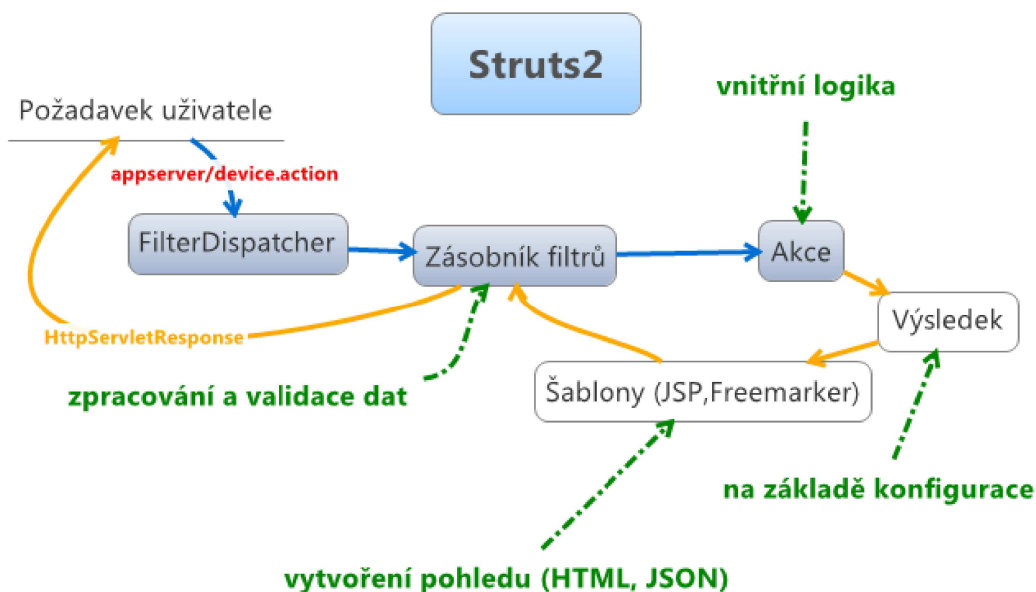 Struts2
vnitřní logika
Požadavek uživatele
appserver/device.action
FilterDispatcher
Zásobník filtrů
Akce
Výsledek
HttpServletResponse
Šablony (JSP,Freemarker)
zpracování a validace dat
na základě konfigurace
vytvoření pohledu (HTML, JSON)